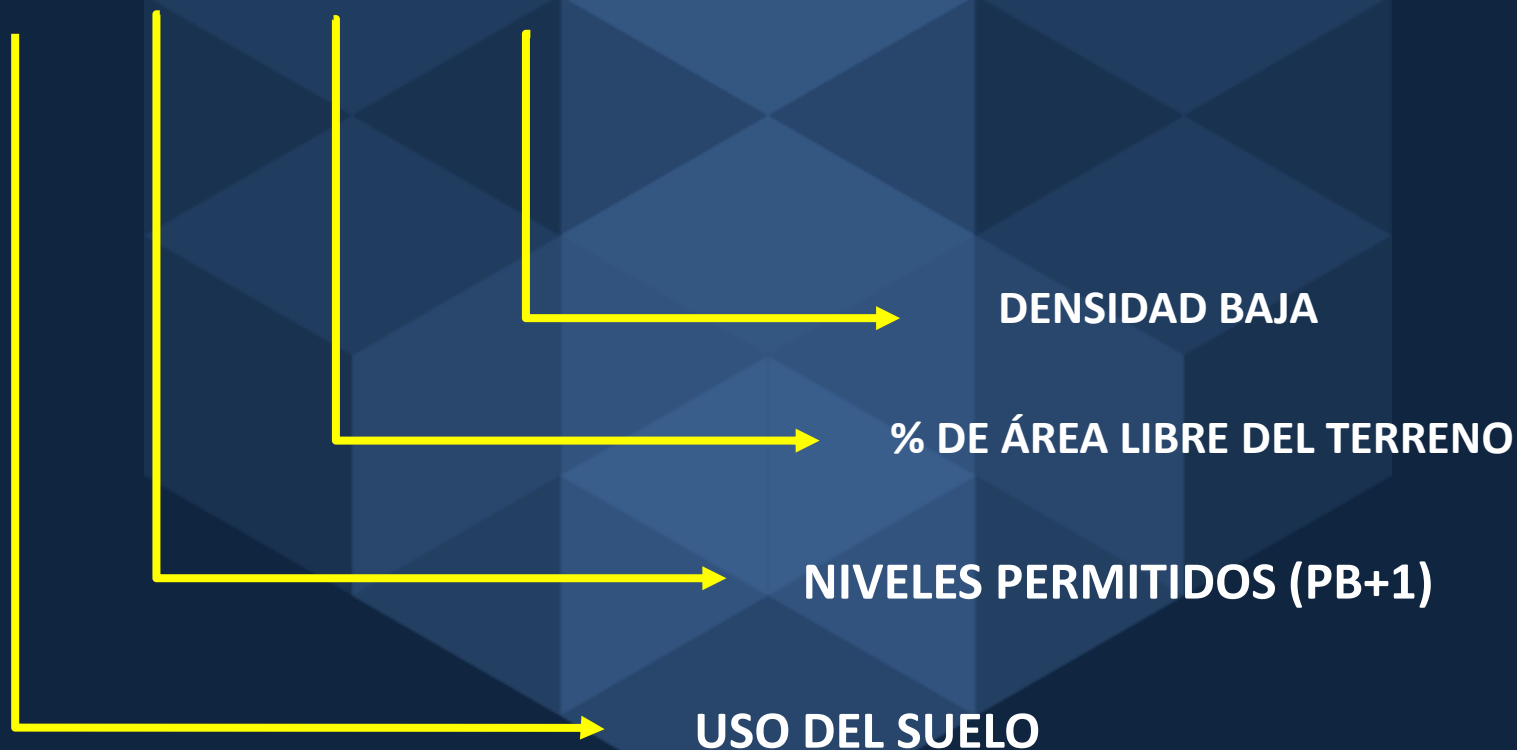 DENSIDAD BAJA
% DE ÁREA LIBRE DEL TERRENO
NIVELES PERMITIDOS (PB+1)
USO DEL SUELO